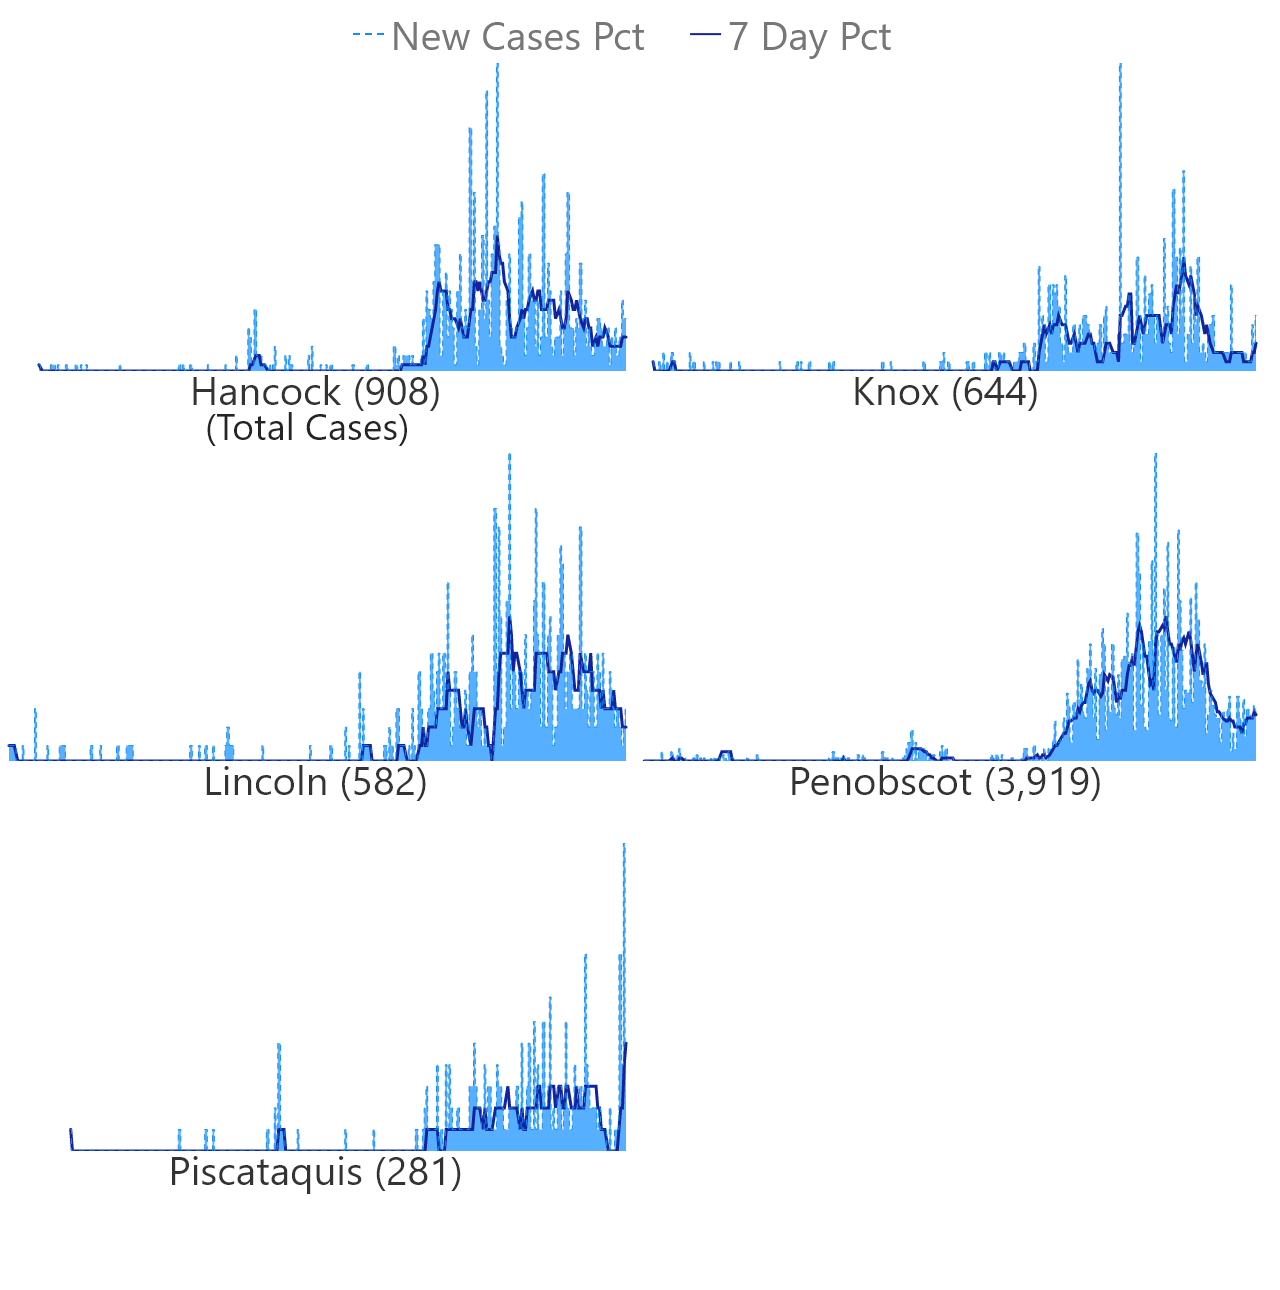 New Cases Pct 7 Day Pct
Hancock (908)
(Total Cases)
Knox (644)
Lincoln (582)
Penobscot (3,919)
Piscataquis (281)